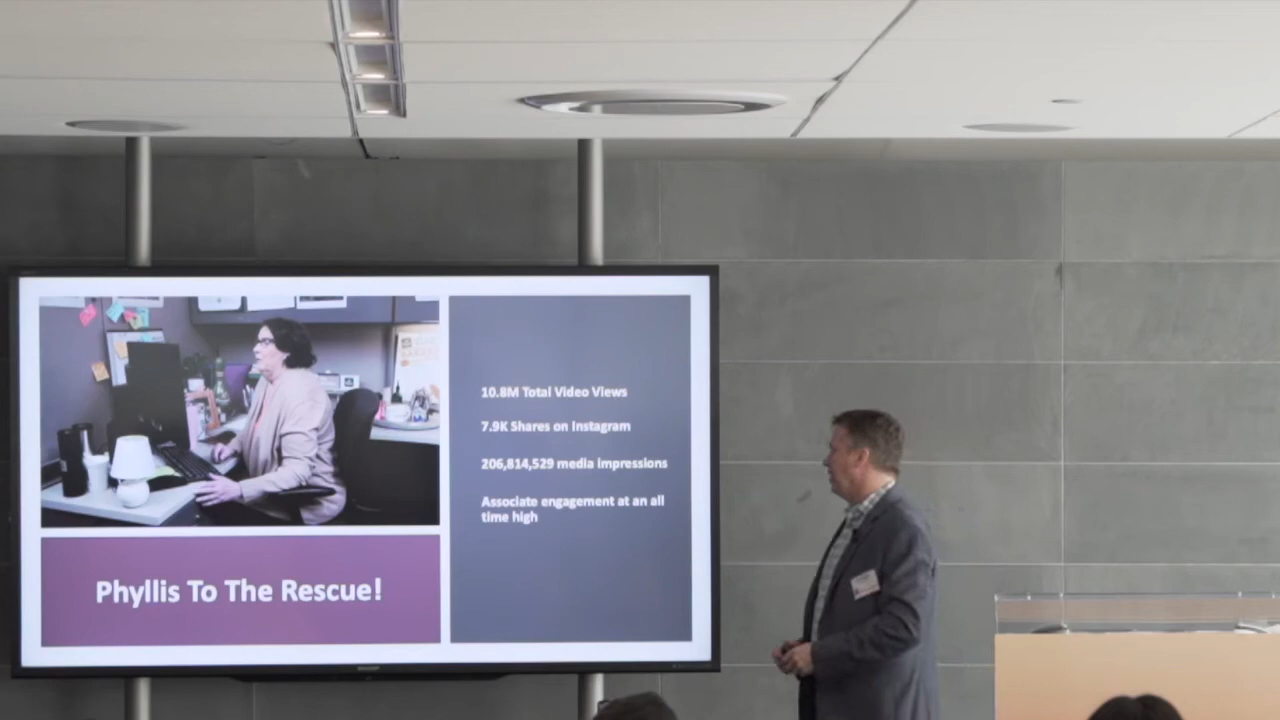 10.8M Total Video Views
7.9K Shares on Instagram
206,814,529 media impressions
Associate engagement at an all
time high
Phyllis To The Rescue!
SHARP